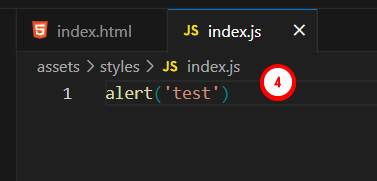 index.html JS index.js ×
assets > styles > JS index.js
4
1 alert('test')